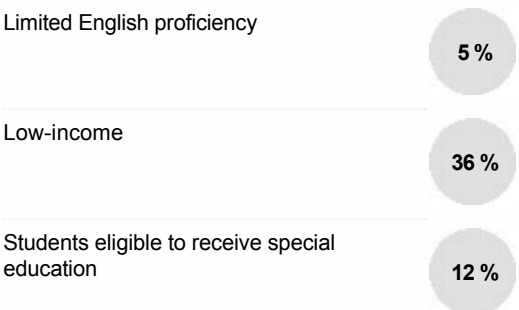 Limited English proficiency
5 %
Low-income
36 %
Students eligible to receive special
education
12 %